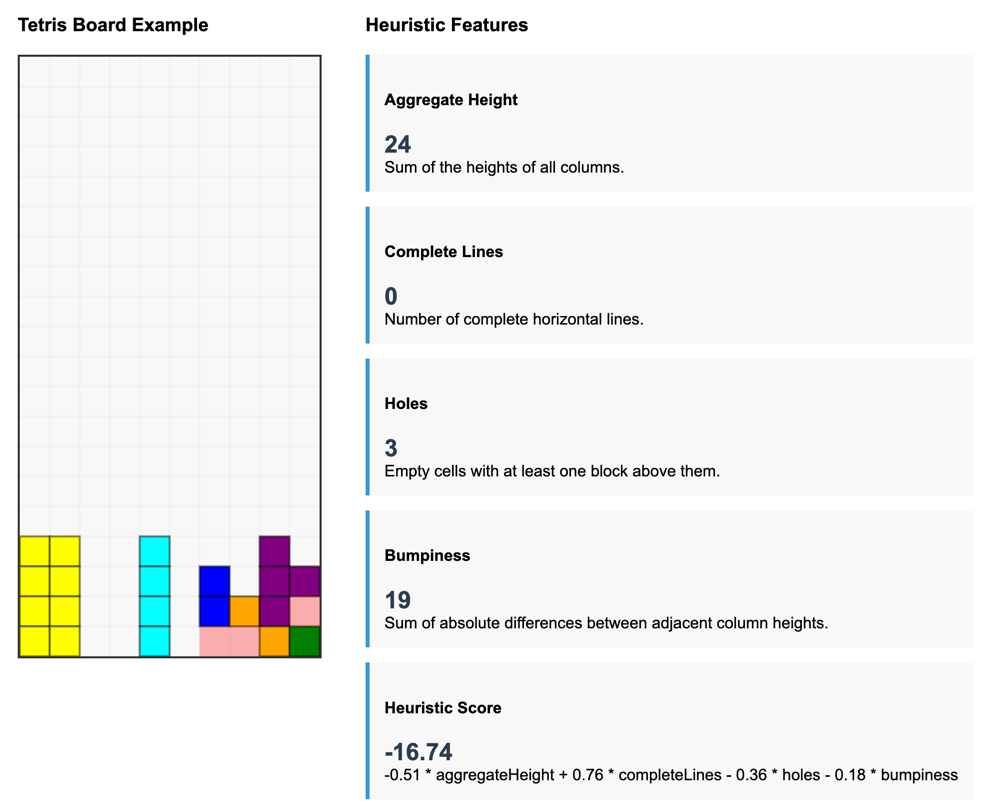 Tetris Board Example
Heuristic Features
Aggregate Height
24
Sum of the heights of all columns.
Complete Lines
0
Number of complete horizontal lines.
Holes
3
Empty cells with at least one block above them.
Bumpiness
19
Sum of absolute differences between adjacent column heights.
Heuristic Score
-16.74
-0.51 * aggregateHeight + 0.76 * completeLines - 0.36 * holes - 0.18 * bumpiness